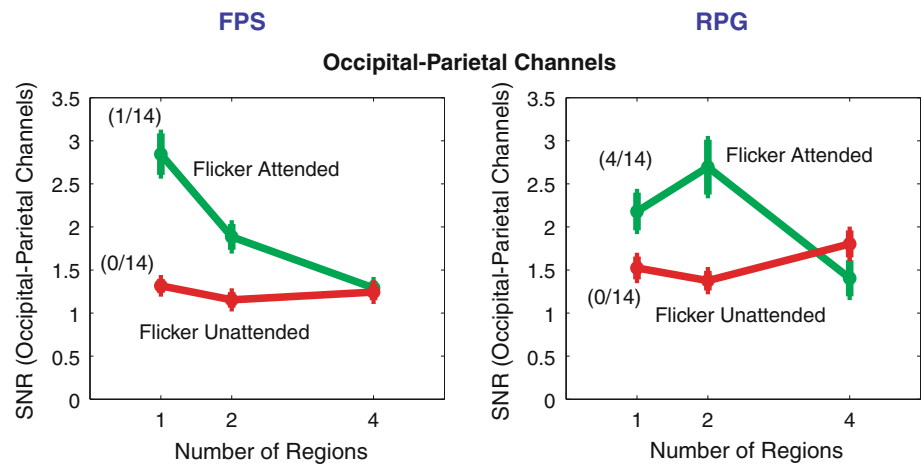 FPS
RPG
Occipital-Parietal Channels
SNR (Occipital-Parietal Channels)
3.5
3
2.5
2
1.5
1
0.5
0
(1/14)
Flicker Attended
(0/14)
Flicker Unattended
1
2
4
Number of Regions
SNR (Occipital-Parietal Channels)
3.5
3
2.5
2
1.5
1
0.5
0
(4/14)
Flicker Attended
(0/14)
Flicker Unattended
1
2
4
Number of Regions